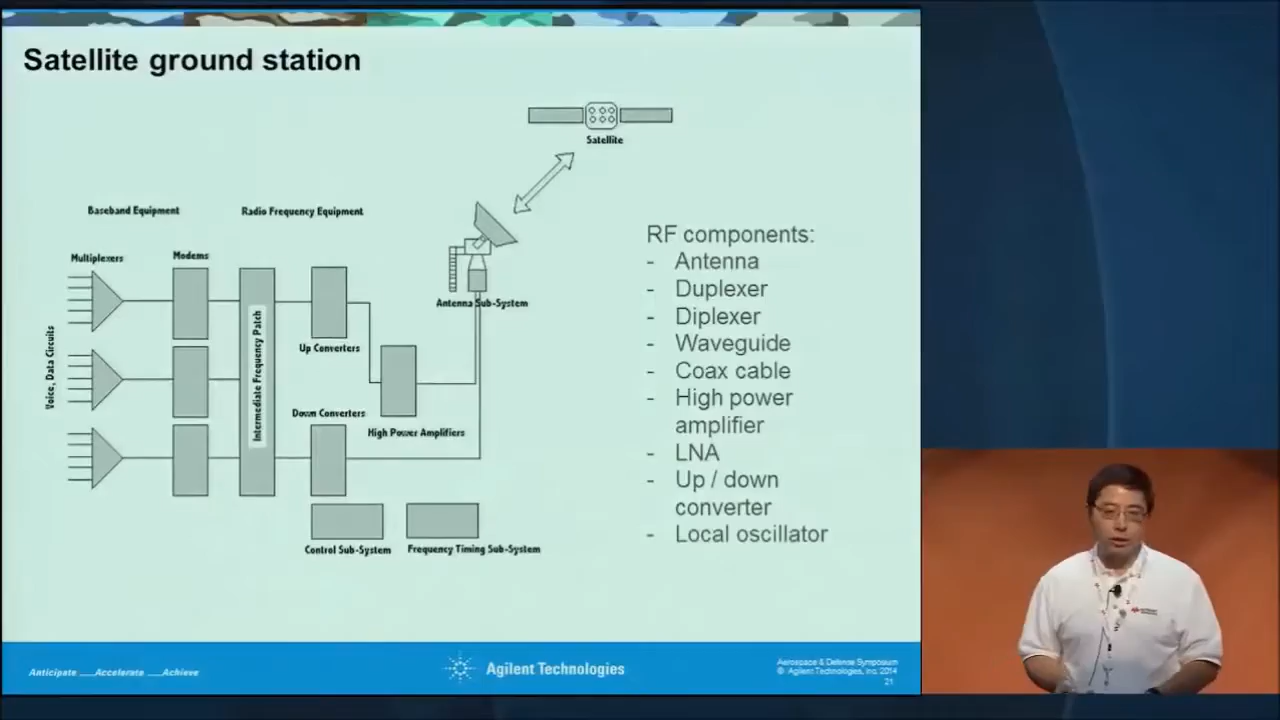 Satellite ground station
Satellite
Baseband Equipment
Radio Frequency Equipment
Multiplexers
Modems
Voice, Data Circuits
Intermediate Frequency Patch
Up Converters
Antenna Sub-System
Down Converters
High Power Amplifiers
Control Sub-System
Frequency Timing Sub-System
RF components:
- Antenna
- Duplexer
- Diplexer
- Waveguide
- Coax cable
- High power
amplifier
- LNA
- Up / down
converter
- Local oscillator
Anticipate ___Accelerate ___Achieve
Agilent Technologies
Aerospace & Defense Symposium
© Agilent Technologies, Inc. 2014
21